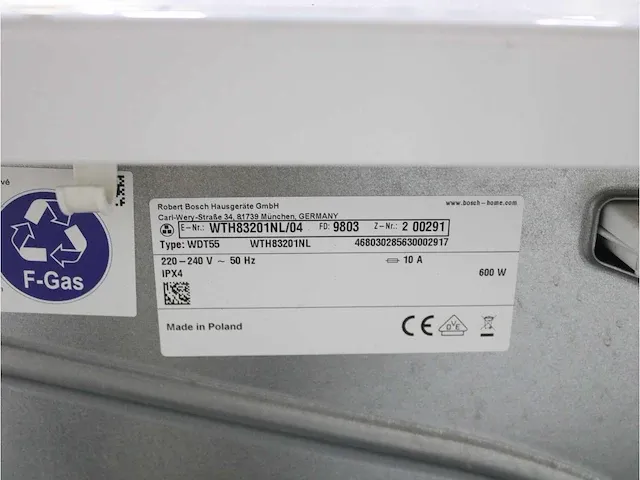 vé
F-Gas
Robert Bosch Hausgeräte GmbH
Carl-Wery-Straße 34, 81739 München, GERMANY
www.bosch-home.com
E-Nr.: WTH83201NL/04 FD: 9803 Z-Nr.: 2 00291
Type: WDT55 WTH83201NL 468030285630002917
220-240 V ~ 50 Hz 10 A
IPX4 600 W
Made in Poland CE DVE